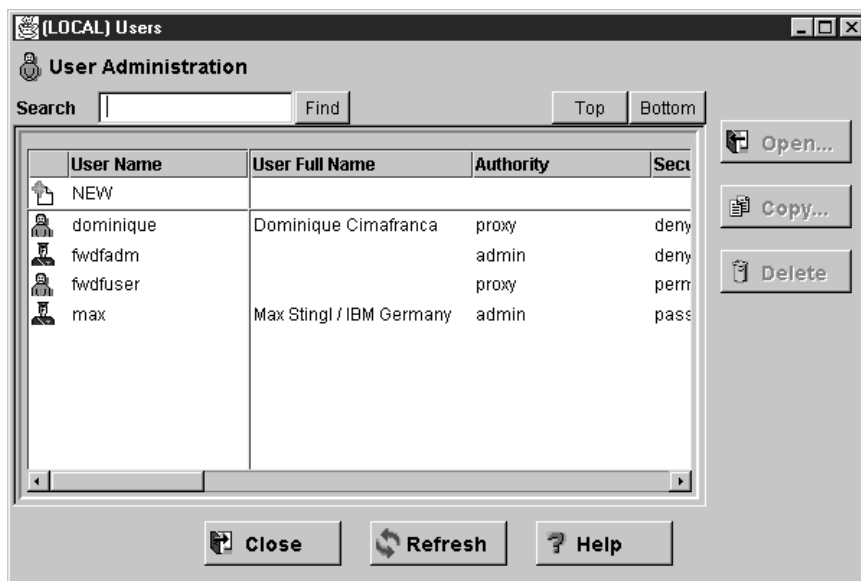 (LOCAL) Users
User Administration
Search Find Top Bottom
User Name User Full Name Authority Secu
NEW
dominique Dominique Cimafranca proxy deny
fwdfadm admin deny
fwdfuser proxy perm
max Max Stingl / IBM Germany admin pass
Open...
Copy...
Delete
Close Refresh Help